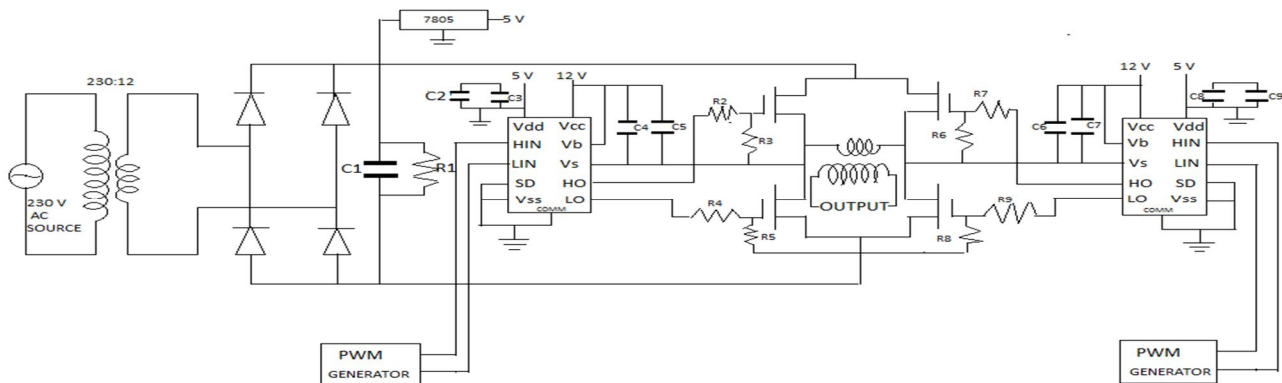 7805
5 V
230:12
230 V
AC
SOURCE
C1
R1
C2
C3
5 V
12 V
Vdd
Vcc
HIN
Vb
LIN
Vs
SD
HO
Vss
LO
COMM
C4
C5
R2
R3
R4
R5
OUTPUT
R7
R6
R9
R8
C6
C7
12 V
5 V
C8
C9
Vcc
Vdd
Vb
HIN
Vs
LIN
HO
SD
LO
Vss
COMM
PWM
GENERATOR
PWM
GENERATOR